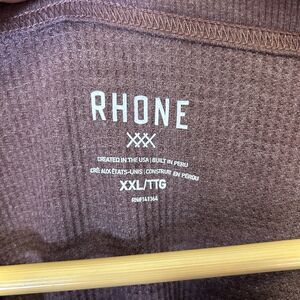 RHONE
CREATED IN THE USA | BUILT IN PERU
CRÉÉ AUX ÉTATS-UNIS | CONSTRUIT EN PÉROU
XXL/TTG